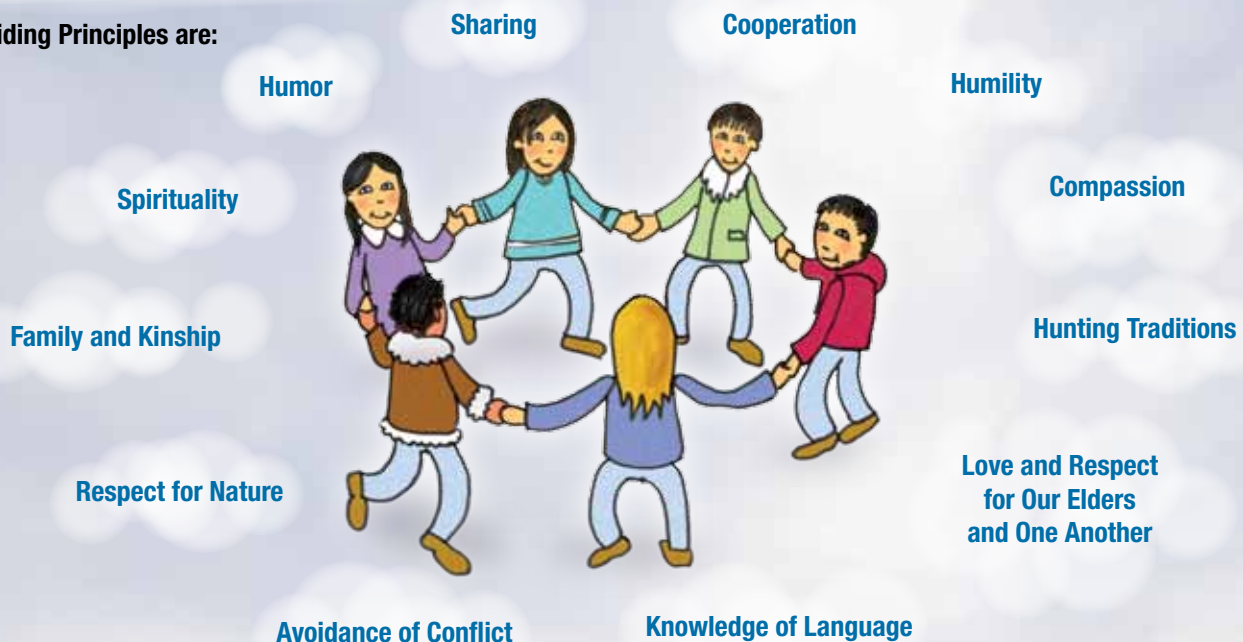 Principles are:
Sharing
Cooperation
Humor
Humility
Spirituality
Compassion
Family and Kinship
Hunting Traditions
Respect for Nature
Love and Respect
for Our Elders
and One Another
Avoidance of Conflict
Knowledge of Language